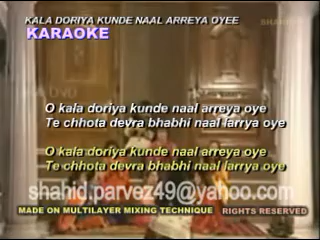 KALA DORIYA KUNDE NAAL ARREYA OYEE
KARAOKE
O kala doriya kunde naal arreya oye
Te chhota devra bhabhi naal larrya oye
O kala doriya kunde naal arreya oye
Te chhota devra bhabhi naal larrya oye
shahid.parvez49@yahoo.com
MADE ON MULTILAYER MIXING TECHNIQUE RIGHTS RESERVED